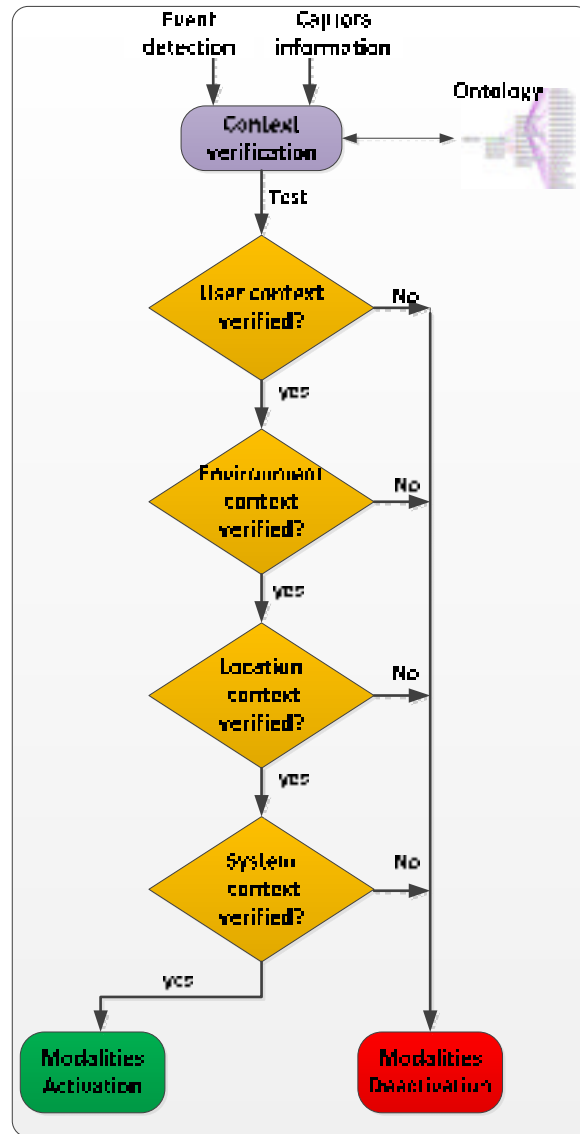 Event
detection
Captors
information
Ontology
Context
verification
Test
User context
verified?
No
yes
Environment
context
verified?
No
yes
Location
context
verified?
No
yes
System
context
verified?
No
yes
Modalities
Activation
Modalities
Deactivation